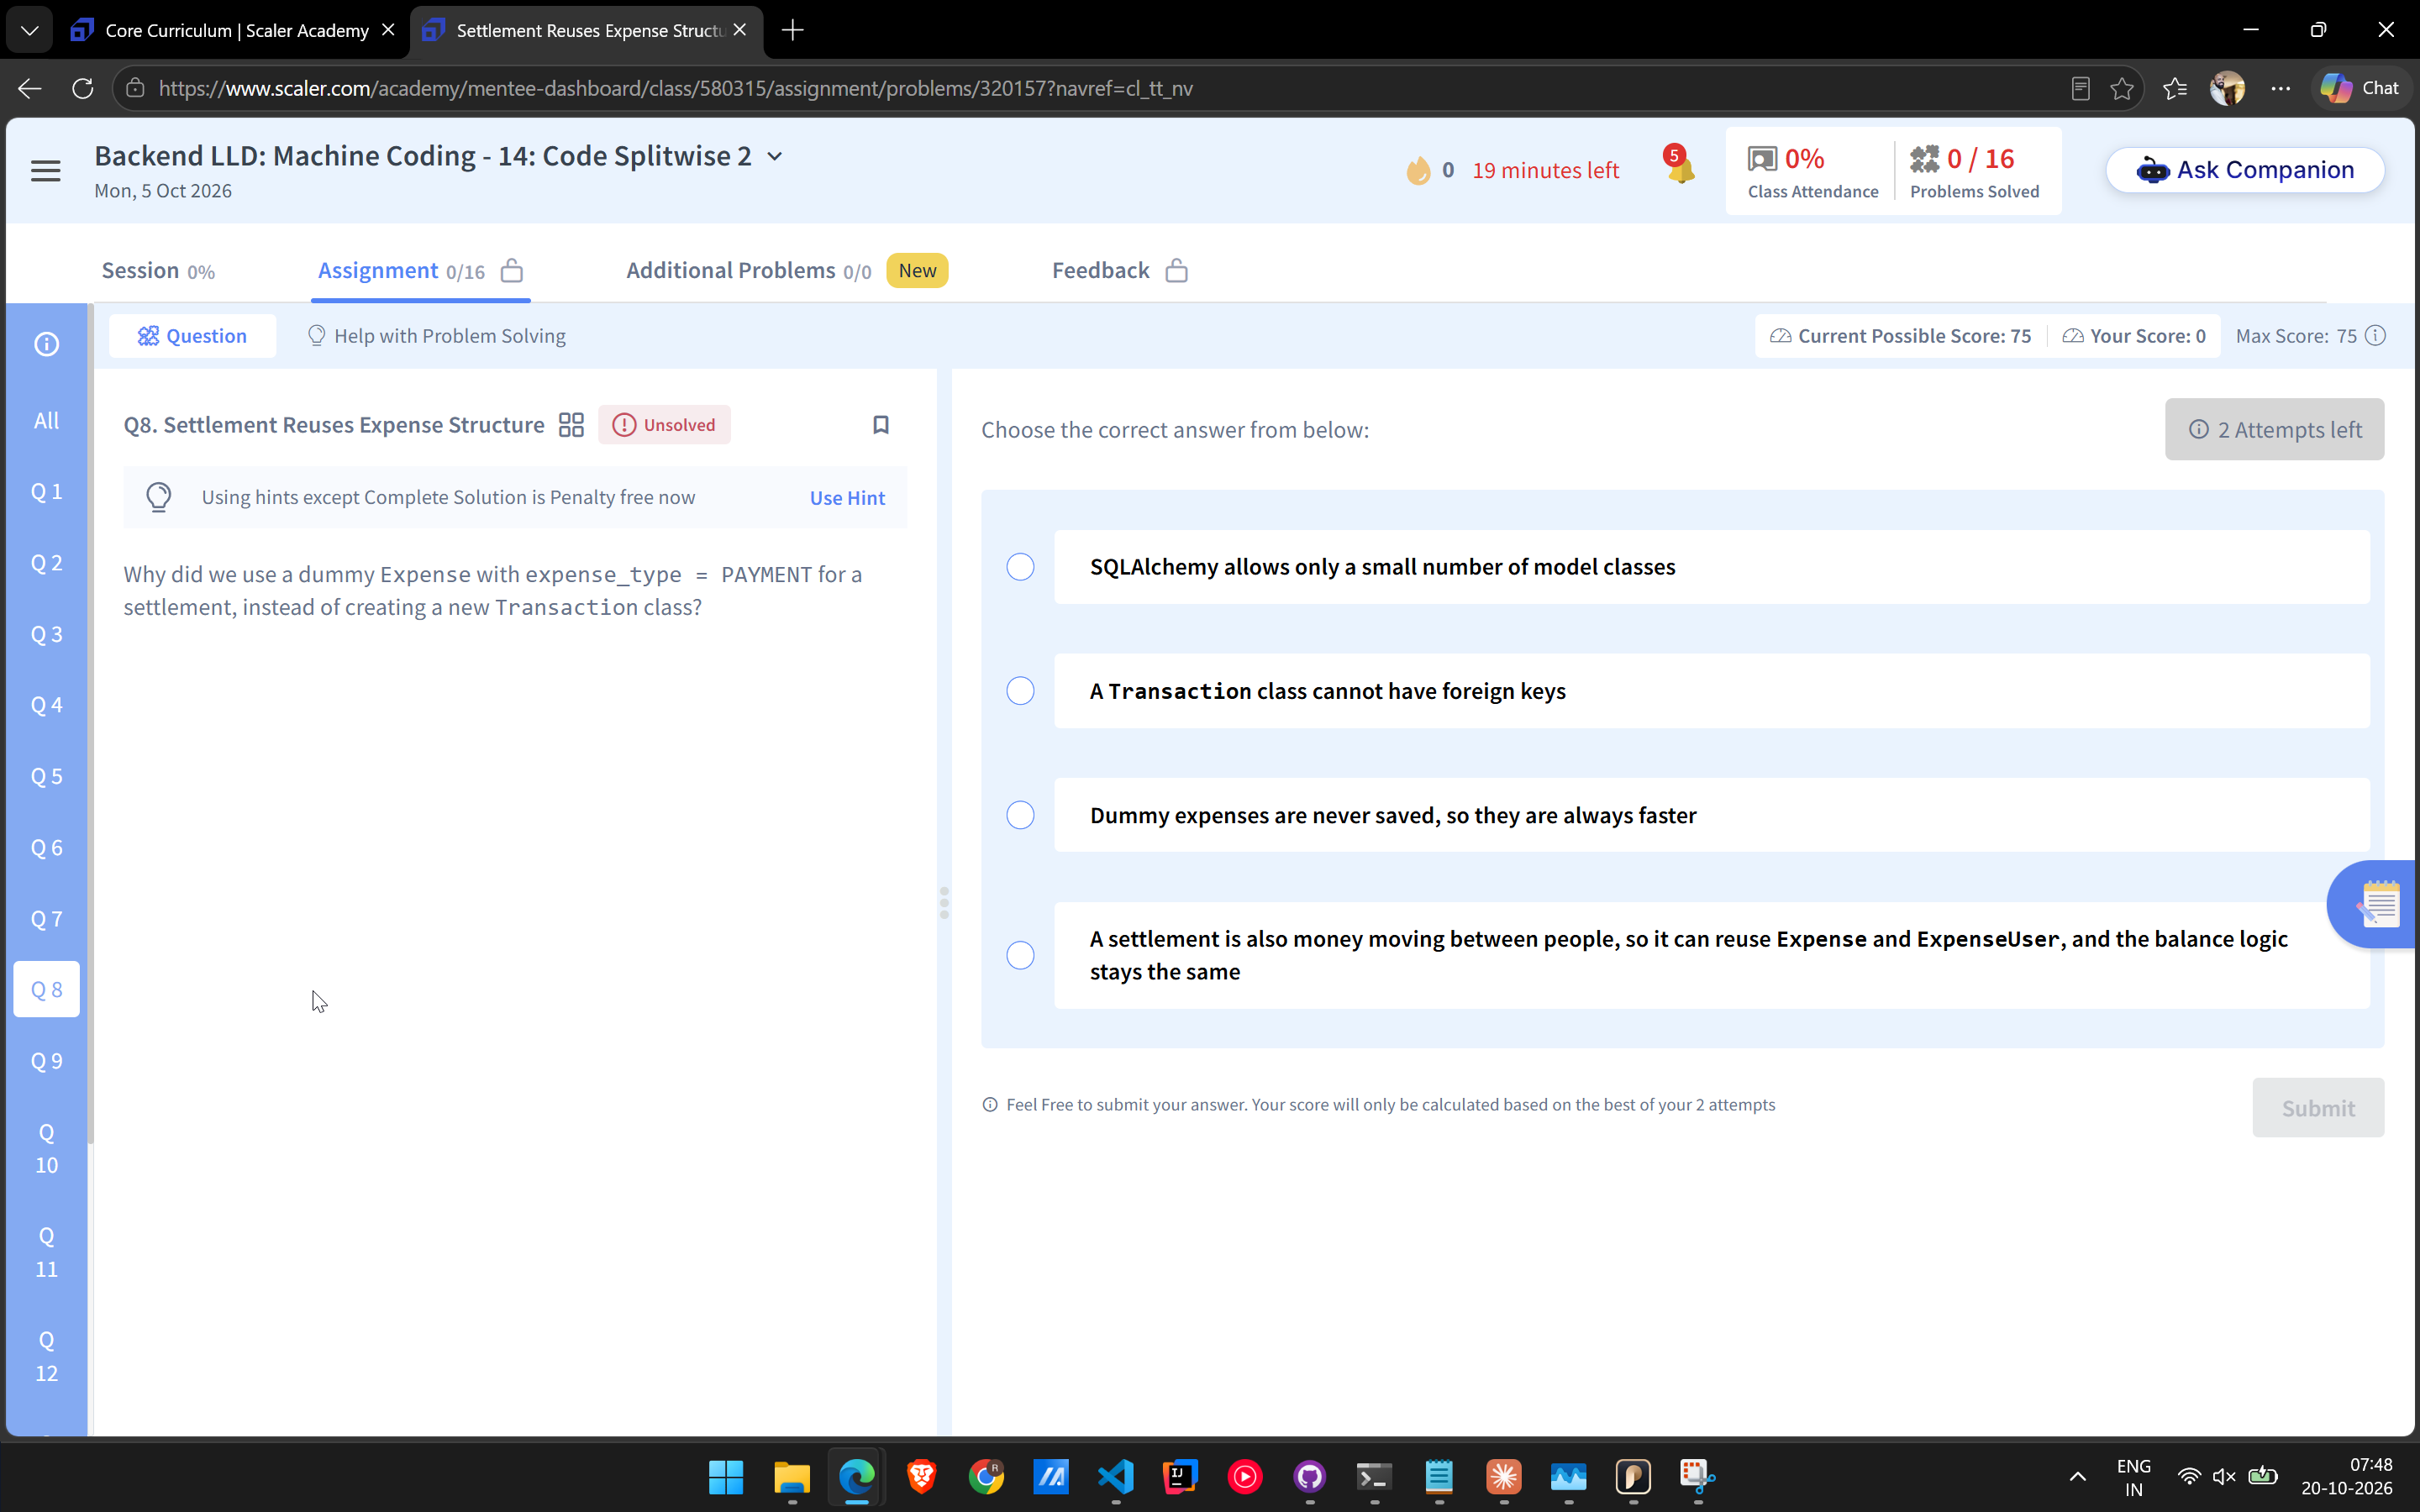 Core Curriculum | Scaler Academy
Settlement Reuses Expense Structu
https://www.scaler.com/academy/mentee-dashboard/class/580315/assignment/problems/320157?navref=cl_tt_nv
Chat
Backend LLD: Machine Coding - 14: Code Splitwise 2
Mon, 5 Oct 2026
0
19 minutes left
5
0%
Class Attendance
0 / 16
Problems Solved
Ask Companion
Session 0%
Assignment 0/16
Additional Problems 0/0 New
Feedback
Question
Help with Problem Solving
Current Possible Score: 75
Your Score: 0
Max Score: 75
All
Q 1
Q 2
Q 3
Q 4
Q 5
Q 6
Q 7
Q 8
Q 9
Q
10
Q
11
Q
12
Q8. Settlement Reuses Expense Structure
Unsolved
Using hints except Complete Solution is Penalty free now
Use Hint
Why did we use a dummy Expense with expense_type = PAYMENT for a
settlement, instead of creating a new Transaction class?
Choose the correct answer from below:
2 Attempts left
SQLAlchemy allows only a small number of model classes
A Transaction class cannot have foreign keys
Dummy expenses are never saved, so they are always faster
A settlement is also money moving between people, so it can reuse Expense and ExpenseUser, and the balance logic
stays the same
Feel Free to submit your answer. Your score will only be calculated based on the best of your 2 attempts
Submit
ENG
IN
07:48
20-10-2026